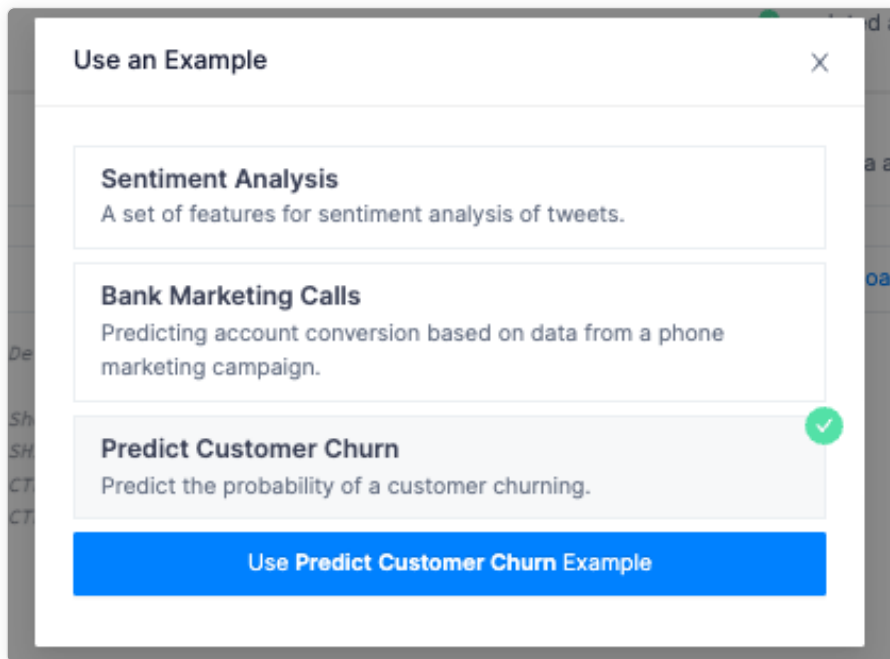 Use an Example
Sentiment Analysis
A set of features for sentiment analysis of tweets.
Bank Marketing Calls
Predicting account conversion based on data from a phone
marketing campaign.
Predict Customer Churn
Predict the probability of a customer churning.
Use Predict Customer Churn Example